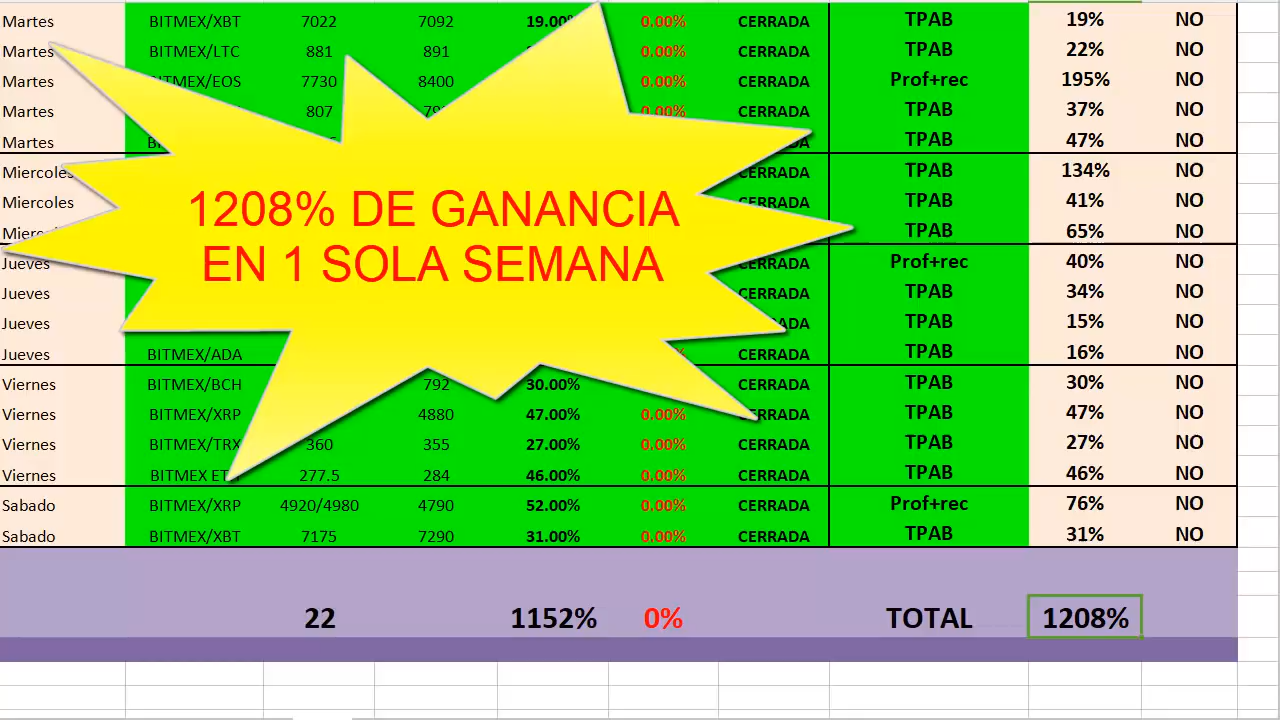 Martes BITMEX/XBT 7022 7092 19.00% 0.00% CERRADA TPAB 19% NO
Martes BITMEX/LTC 881 891 0.00% CERRADA TPAB 22% NO
Martes 7730 8400 0.00% CERRADA Prof+rec 195% NO
Martes 807 0.00% CERRADA TPAB 37% NO
Martes TPAB 47% NO
Miercoles CERRADA TPAB 134% NO
Miercoles CERRADA TPAB 41% NO
TPAB 65% NO
1208% DE GANANCIA
EN 1 SOLA SEMANA
Jueves CERRADA Prof+rec 40% NO
Jueves CERRADA TPAB 34% NO
Jueves TPAB 15% NO
Jueves BITMEX/ADA CERRADA TPAB 16% NO
Viernes BITMEX/BCH 792 30.00% CERRADA TPAB 30% NO
Viernes BITMEX/XRP 4880 47.00% 0.00% CERRADA TPAB 47% NO
Viernes BITMEX/TRX 360 355 27.00% 0.00% CERRADA TPAB 27% NO
Viernes BITMEX 277.5 284 46.00% 0.00% CERRADA TPAB 46% NO
Sabado BITMEX/XRP 4920/4980 4790 52.00% 0.00% CERRADA Prof+rec 76% NO
Sabado BITMEX/XBT 7175 7290 31.00% 0.00% CERRADA TPAB 31% NO
22 1152% 0% TOTAL 1208%